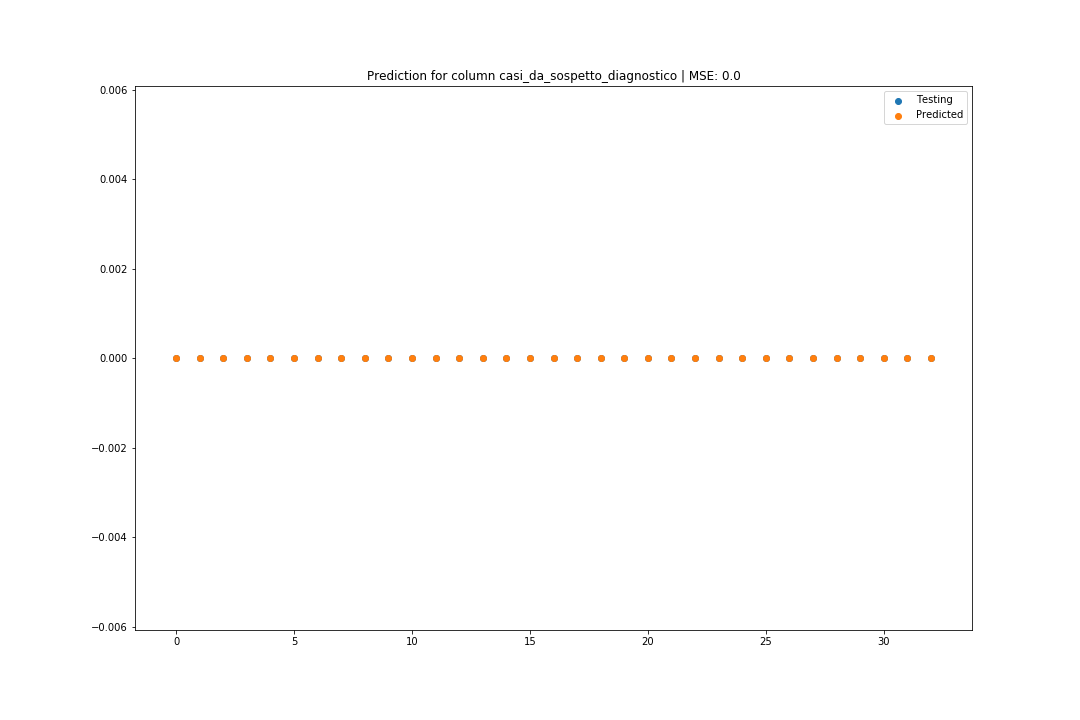 Prediction for column casi_da_sospetto_diagnostico | MSE: 0.0
Testing
Predicted
0.006
0.004
0.002
0.000
−0.002
−0.004
−0.006
0 5 10 15 20 25 30